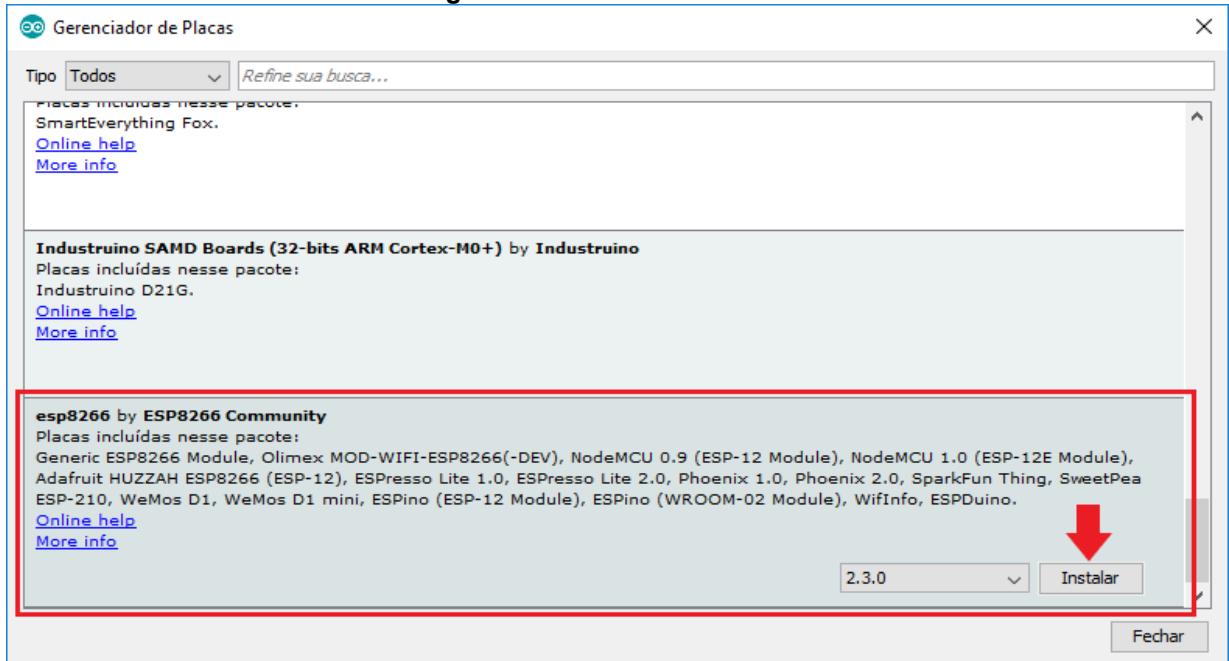 Gerenciador de Placas
Tipo Todos Refine sua busca...
Placas incluídas nesse pacote:
SmartEverything Fox.
Online help
More info
Industruino SAMD Boards (32-bits ARM Cortex-M0+) by Industruino
Placas incluídas nesse pacote:
Industruino D21G.
Online help
More info
esp8266 by ESP8266 Community
Placas incluídas nesse pacote:
Generic ESP8266 Module, Olimex MOD-WIFI-ESP8266(-DEV), NodeMCU 0.9 (ESP-12 Module), NodeMCU 1.0 (ESP-12E Module),
Adafruit HUZZAH ESP8266 (ESP-12), ESPresso Lite 1.0, ESPresso Lite 2.0, Phoenix 1.0, Phoenix 2.0, SparkFun Thing, SweetPea
ESP-210, WeMos D1, WeMos D1 mini, ESPino (ESP-12 Module), ESPino (WROOM-02 Module), WifInfo, ESPDuino.
Online help
More info
2.3.0 Instalar
Fechar